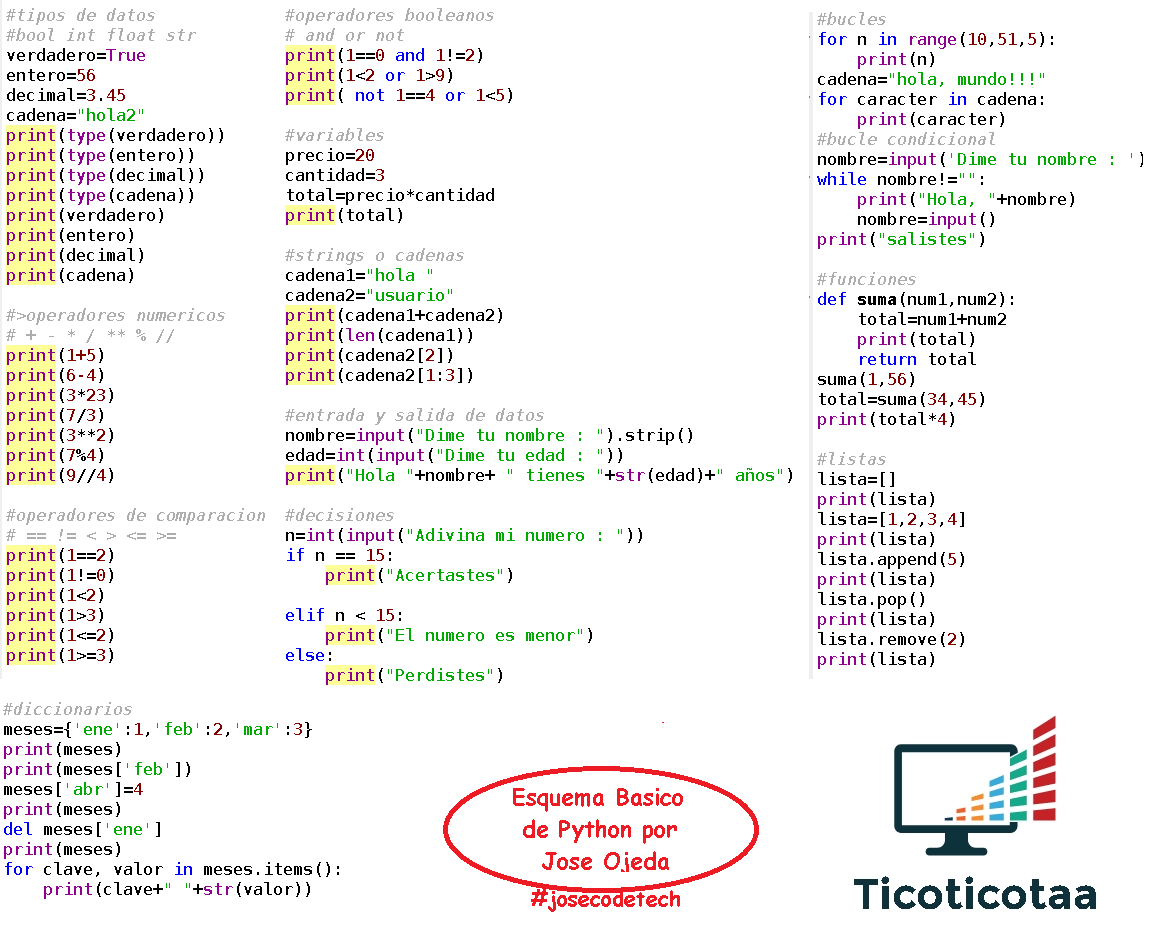 #tipos de datos
#bool int float str
verdadero=True
entero=56
decimal=3.45
cadena="hola2"
print(type(verdadero))
print(type(entero))
print(type(decimal))
print(type(cadena))
print(verdadero)
print(entero)
print(decimal)
print(cadena)
#>operadores numericos
# + - * / ** % //
print(1+5)
print(6-4)
print(3*23)
print(7/3)
print(3**2)
print(7%4)
print(9//4)
#operadores de comparacion
# == != < > <= >=
print(1==2)
print(1!=0)
print(1<2)
print(1>3)
print(1<=2)
print(1>=3)
#operadores booleanos
# and or not
print(1==0 and 1!=2)
print(1<2 or 1>9)
print( not 1==4 or 1<5)
#variables
precio=20
cantidad=3
total=precio*cantidad
print(total)
#strings o cadenas
cadena1="hola "
cadena2="usuario"
print(cadena1+cadena2)
print(len(cadena1))
print(cadena2[2])
print(cadena2[1:3])
#entrada y salida de datos
nombre=input("Dime tu nombre : ").strip()
edad=int(input("Dime tu edad : "))
print("Hola "+nombre+ " tienes "+str(edad)+" años")
#decisiones
n=int(input("Adivina mi numero : "))
if n == 15:
    print("Acertastes")
elif n < 15:
    print("El numero es menor")
else:
    print("Perdistes")
#bucles
for n in range(10,51,5):
    print(n)
cadena="hola, mundo!!!"
for caracter in cadena:
    print(caracter)
#bucle condicional
nombre=input('Dime tu nombre : ')
while nombre!="":
    print("Hola, "+nombre)
    nombre=input()
print("salistes")
#funciones
def suma(num1,num2):
    total=num1+num2
    print(total)
    return total
suma(1,56)
total=suma(34,45)
print(total*4)
#listas
lista=[]
print(lista)
lista=[1,2,3,4]
print(lista)
lista.append(5)
print(lista)
lista.pop()
print(lista)
lista.remove(2)
print(lista)
#diccionarios
meses={'ene':1,'feb':2,'mar':3}
print(meses)
print(meses['feb'])
meses['abr']=4
print(meses)
del meses['ene']
print(meses)
for clave, valor in meses.items():
    print(clave+" "+str(valor))
Esquema Basico
de Python por
Jose Ojeda
#josecodetech
Ticoticotaa